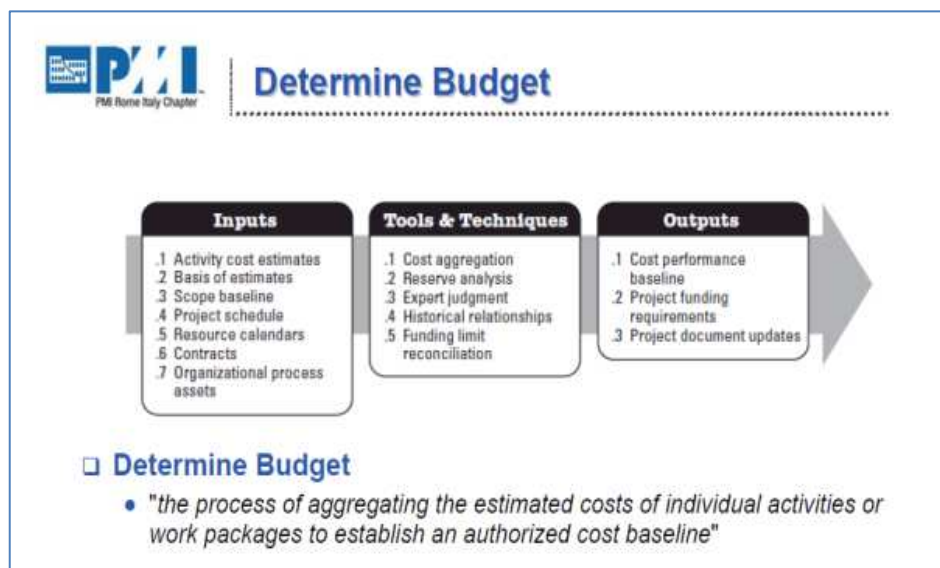 PMI
PMI Rome Italy Chapter
Determine Budget
Inputs
.1 Activity cost estimates
.2 Basis of estimates
.3 Scope baseline
.4 Project schedule
.5 Resource calendars
.6 Contracts
.7 Organizational process
assets
Tools & Techniques
.1 Cost aggregation
.2 Reserve analysis
.3 Expert judgment
.4 Historical relationships
.5 Funding limit
reconciliation
Outputs
.1 Cost performance
baseline
.2 Project funding
requirements
.3 Project document updates
❑ Determine Budget
• "the process of aggregating the estimated costs of individual activities or
work packages to establish an authorized cost baseline"